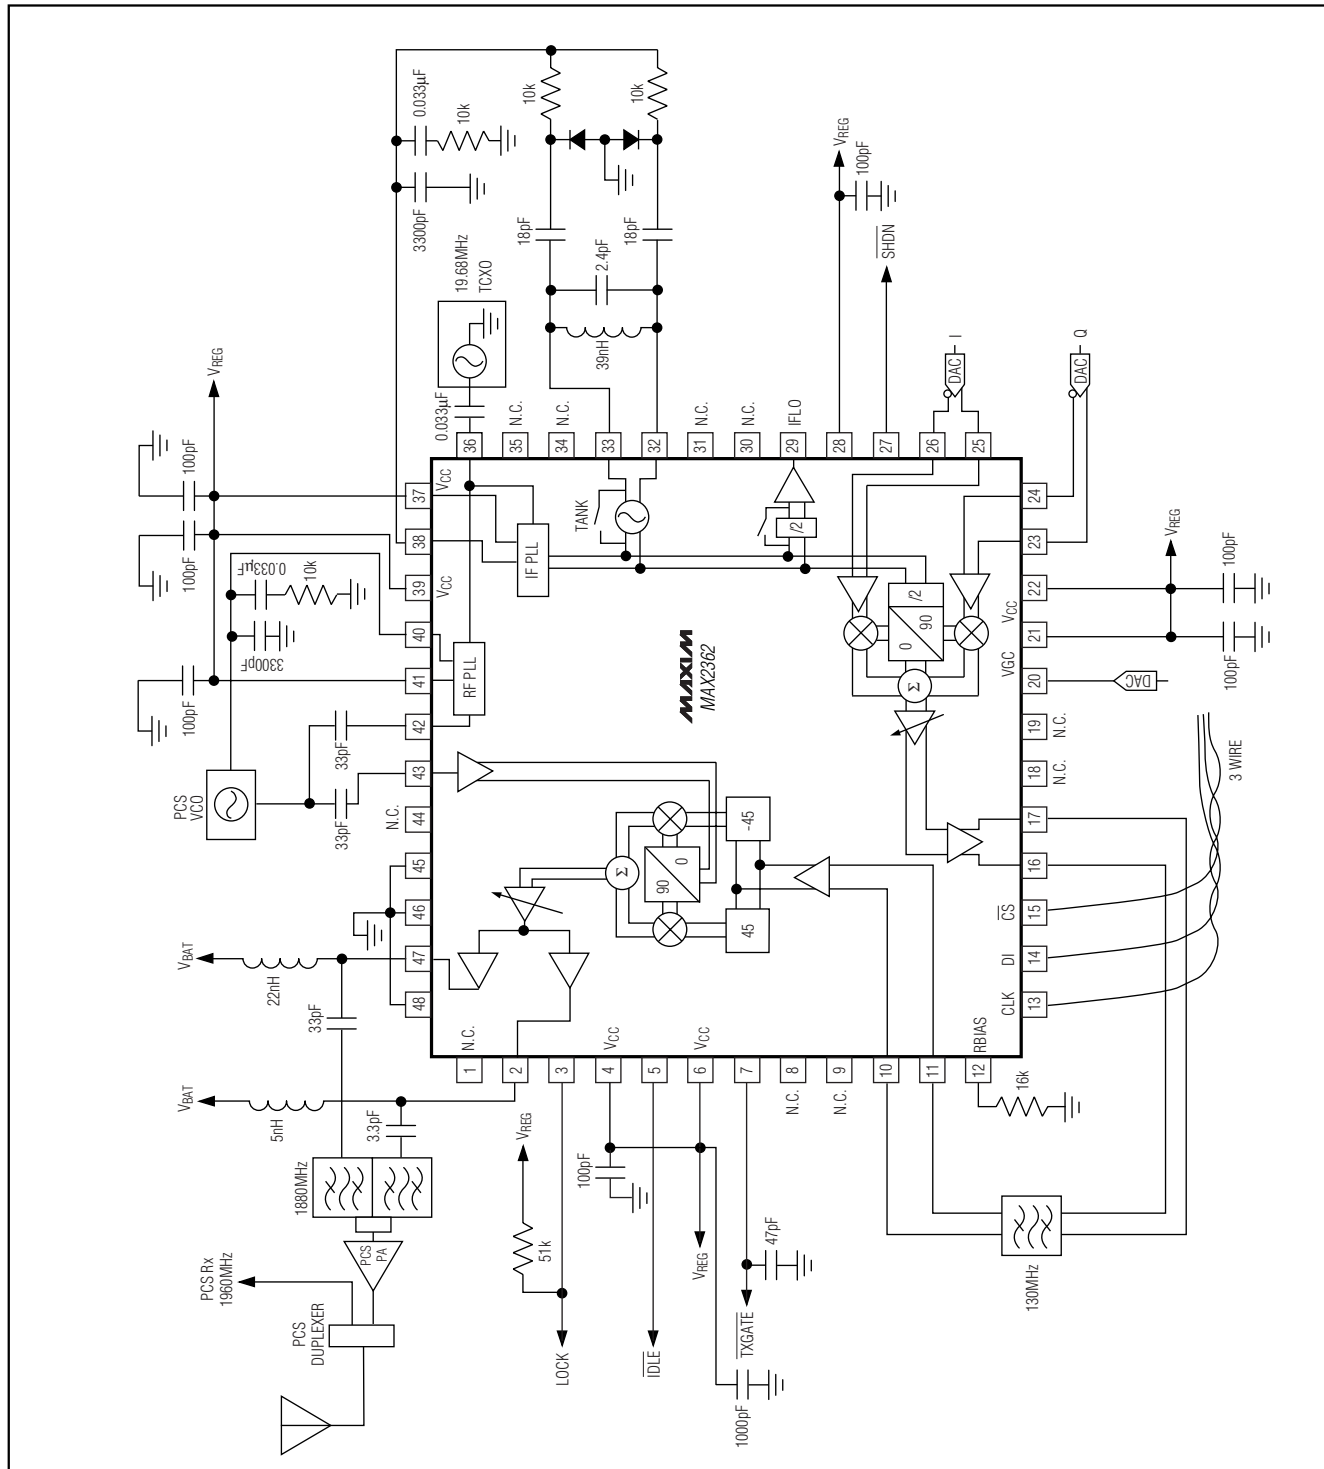 0.033μF
10k
3300pF
19.68MHz
TCXO
0.033μF
10k
10k
18pF
18pF
2.4pF
39nH
VREG
100pF
SHDN
DAC
I
DAC
Q
VREG
100pF
100pF
0.033μF
10k
3300pF
100pF
33pF
33pF
PCS
VCO
N.C.
VBAT
22nH
33pF
VBAT
5nH
3.3pF
1880MHz
PCS
PA
PCS Rx
1960MHz
PCS
DUPLEXER
36
35
N.C.
34
N.C.
33
32
31
N.C.
30
N.C.
29
IFLO
28
27
26
25
37
VCC
38
39
VCC
40
41
42
43
44
45
46
47
48
TANK
IF PLL
/2
RF PLL
/2
0
90
Σ
MAXIM
MAX2362
Σ
90
0
-45
45
24
23
22
VCC
21
VGC
20
DAC
19
N.C.
18
N.C.
17
16
CS
15
DI
14
CLK
13
VREG
100pF
100pF
3 WIRE
1
N.C.
2
3
4
VCC
5
6
VCC
7
8
N.C.
9
N.C.
10
11
12
RBIAS
16k
VREG
51k
LOCK
100pF
IDLE
VREG
47pF
TXGATE
1000pF
130MHz